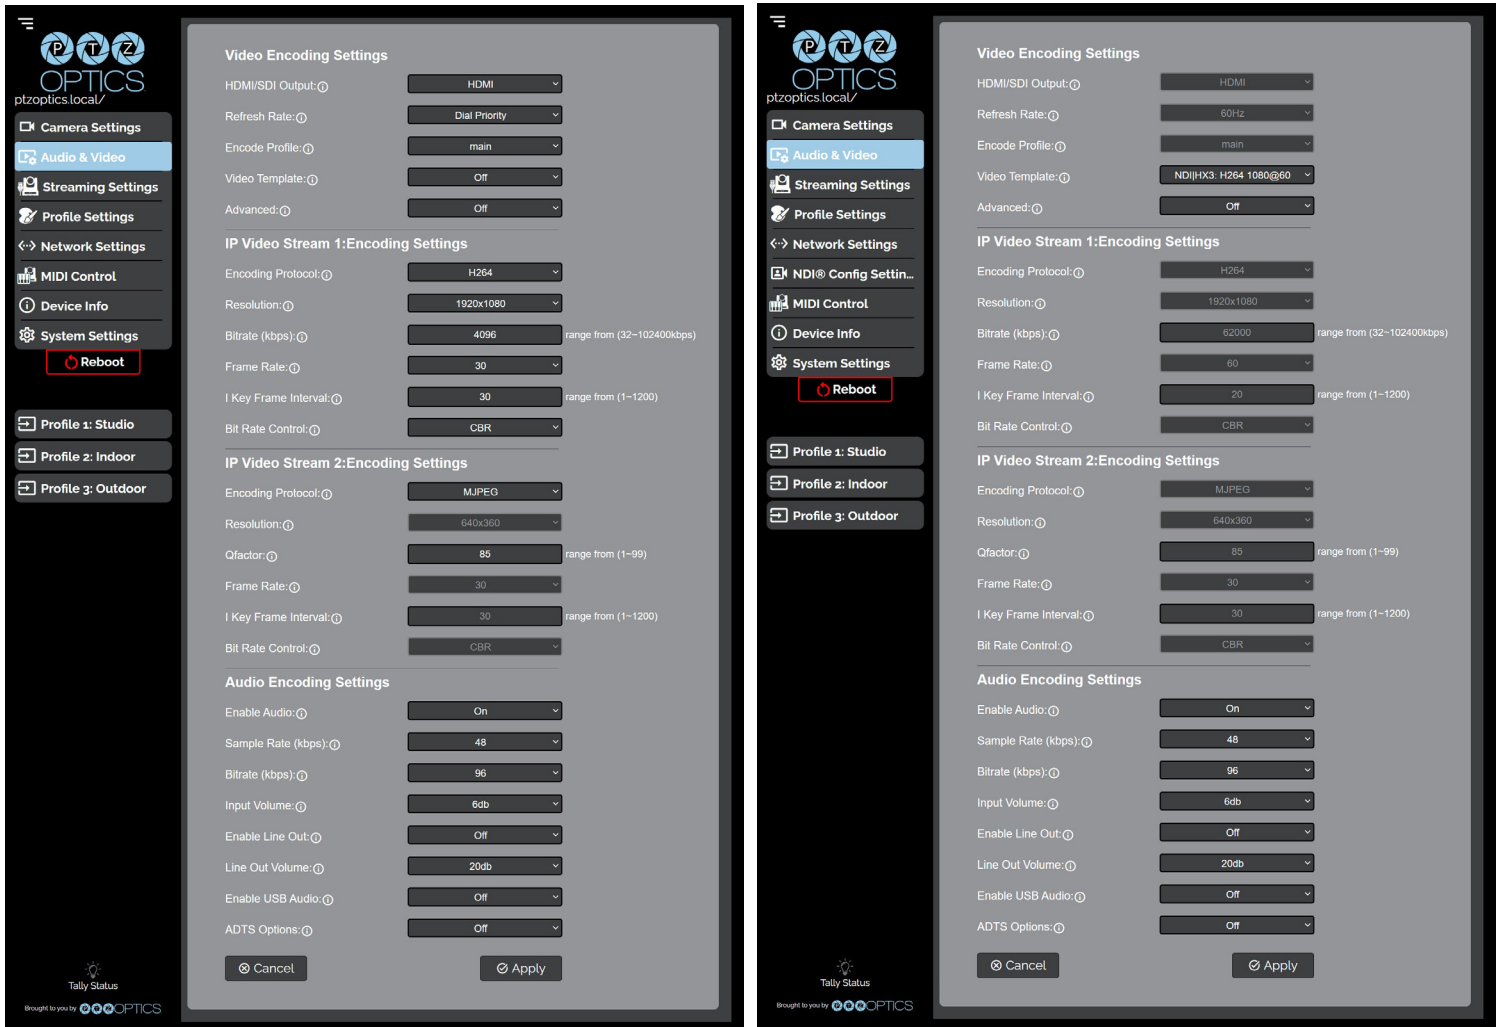 P T Z
OPTICS
ptzoptics.local/
Camera Settings
Audio & Video
Streaming Settings
Profile Settings
Network Settings
MIDI Control
Device Info
System Settings
Reboot
Profile 1: Studio
Profile 2: Indoor
Profile 3: Outdoor
Tally Status
Brought to you by PTZOPTICS
Video Encoding Settings
HDMI/SDI Output: HDMI
Refresh Rate: Dial Priority
Encode Profile: main
Video Template: Off
Advanced: Off
IP Video Stream 1:Encoding Settings
Encoding Protocol: H264
Resolution: 1920x1080
Bitrate (kbps): 4096 range from (32~102400kbps)
Frame Rate: 30
I Key Frame Interval: 30 range from (1~1200)
Bit Rate Control: CBR
IP Video Stream 2:Encoding Settings
Encoding Protocol: MJPEG
Resolution: 640x360
Qfactor: 85 range from (1~99)
Frame Rate: 30
I Key Frame Interval: 30 range from (1~1200)
Bit Rate Control: CBR
Audio Encoding Settings
Enable Audio: On
Sample Rate (kbps): 48
Bitrate (kbps): 96
Input Volume: 6db
Enable Line Out: Off
Line Out Volume: 20db
Enable USB Audio: Off
ADTS Options: Off
Cancel Apply
P T Z
OPTICS
ptzoptics.local/
Camera Settings
Audio & Video
Streaming Settings
Profile Settings
Network Settings
NDI® Config Settin...
MIDI Control
Device Info
System Settings
Reboot
Profile 1: Studio
Profile 2: Indoor
Profile 3: Outdoor
Tally Status
Brought to you by PTZOPTICS
Video Encoding Settings
HDMI/SDI Output: HDMI
Refresh Rate: 60Hz
Encode Profile: main
Video Template: NDI|HX3: H264 1080@60
Advanced: Off
IP Video Stream 1:Encoding Settings
Encoding Protocol: H264
Resolution: 1920x1080
Bitrate (kbps): 62000 range from (32~102400kbps)
Frame Rate: 60
I Key Frame Interval: 20 range from (1~1200)
Bit Rate Control: CBR
IP Video Stream 2:Encoding Settings
Encoding Protocol: MJPEG
Resolution: 640x360
Qfactor: 85 range from (1~99)
Frame Rate: 30
I Key Frame Interval: 30 range from (1~1200)
Bit Rate Control: CBR
Audio Encoding Settings
Enable Audio: On
Sample Rate (kbps): 48
Bitrate (kbps): 96
Input Volume: 6db
Enable Line Out: Off
Line Out Volume: 20db
Enable USB Audio: Off
ADTS Options: Off
Cancel Apply